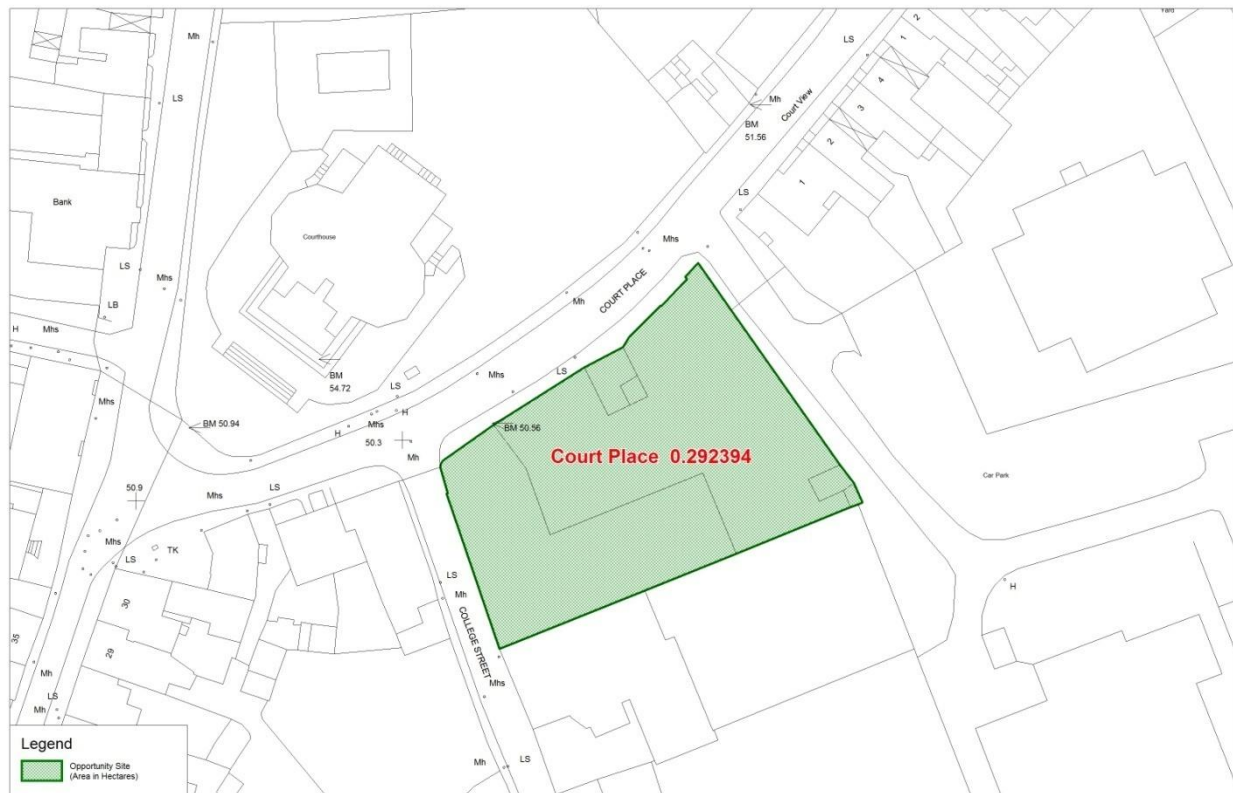 Mh
LS
2
1
Yard
LS
4
3
2
1
Court View
Mh
BM
51.56
LS
Bank
Courthouse
Mhs
LS
Mhs
LB
COURT PLACE
Mh
H
Mhs
BM
54.72
LS
Mhs
LS
H
Mhs
H
BM 50.94
50.3
Mh
BM 50.56
Court Place 0.292394
Mhs
Car Park
50.9
Mhs
LS
Mhs
LS
TK
LS
Mh
H
30
29
35
COLLEGE STREET
Mh
LS
Mh
Mhs
Mh
LS
Legend
Opportunity Site
(Area in Hectares)